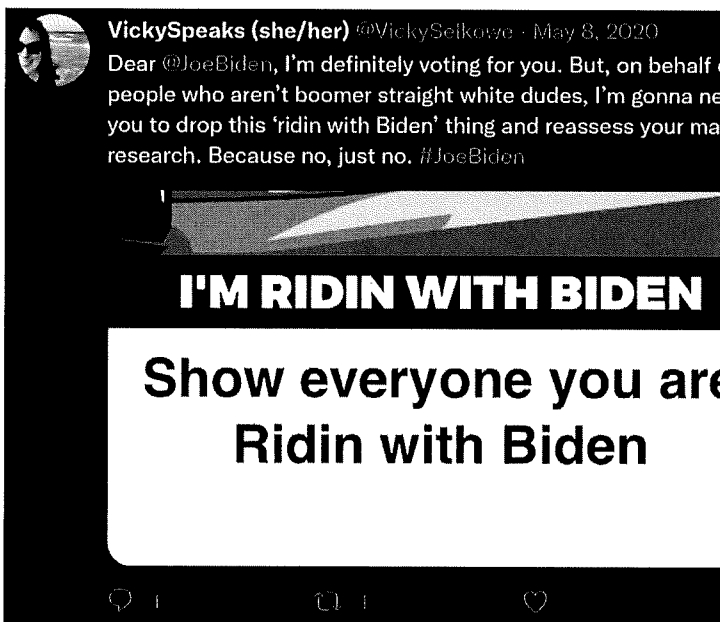 VickySpeaks (she/her) @VickySelkowe · May 8, 2020
Dear @JoeBiden, I'm definitely voting for you. But, on behalf
people who aren't boomer straight white dudes, I'm gonna ne
you to drop this 'ridin with Biden' thing and reassess your ma
research. Because no, just no. #JoeBiden
I'M RIDIN WITH BIDEN
Show everyone you are
Ridin with Biden
1 1